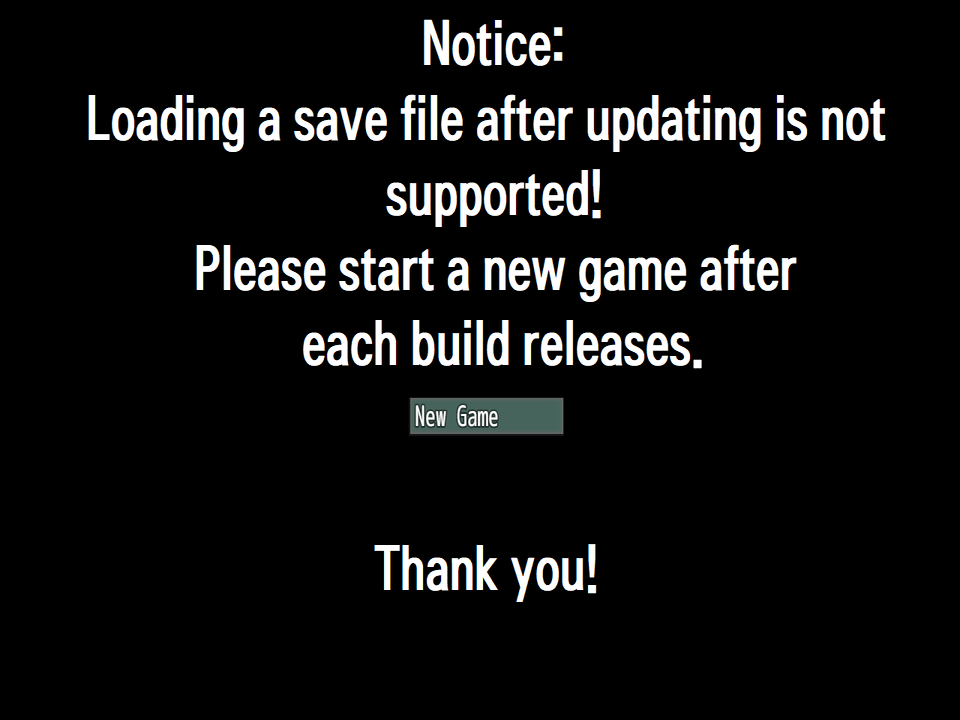 Notice:
Loading a save file after updating is not
supported!
Please start a new game after
each build releases.
New Game
Thank you!